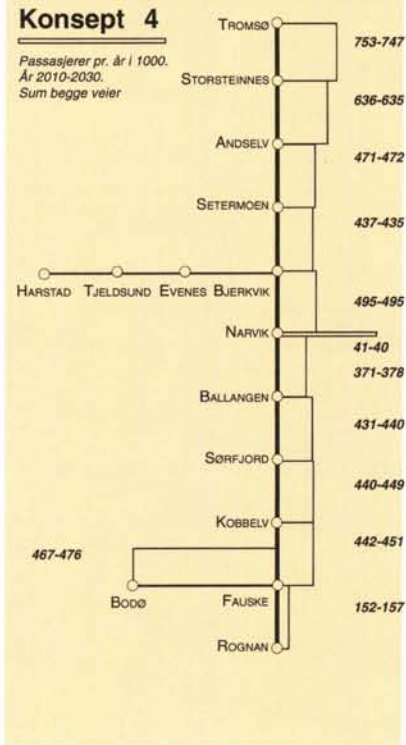 Konsept 4
Passasjerer pr. år i 1000.
År 2010-2030.
Sum begge veier
TROMSØ
753-747
STORSTEINNES
636-635
ANDSELV
471-472
SETERMOEN
437-435
HARSTAD TJELDSUND EVENES BJERKVIK
495-495
NARVIK
41-40
371-378
BALLANGEN
431-440
SØRFJORD
440-449
KOBBELV
442-451
467-476
BODØ FAUSKE
152-157
ROGNAN